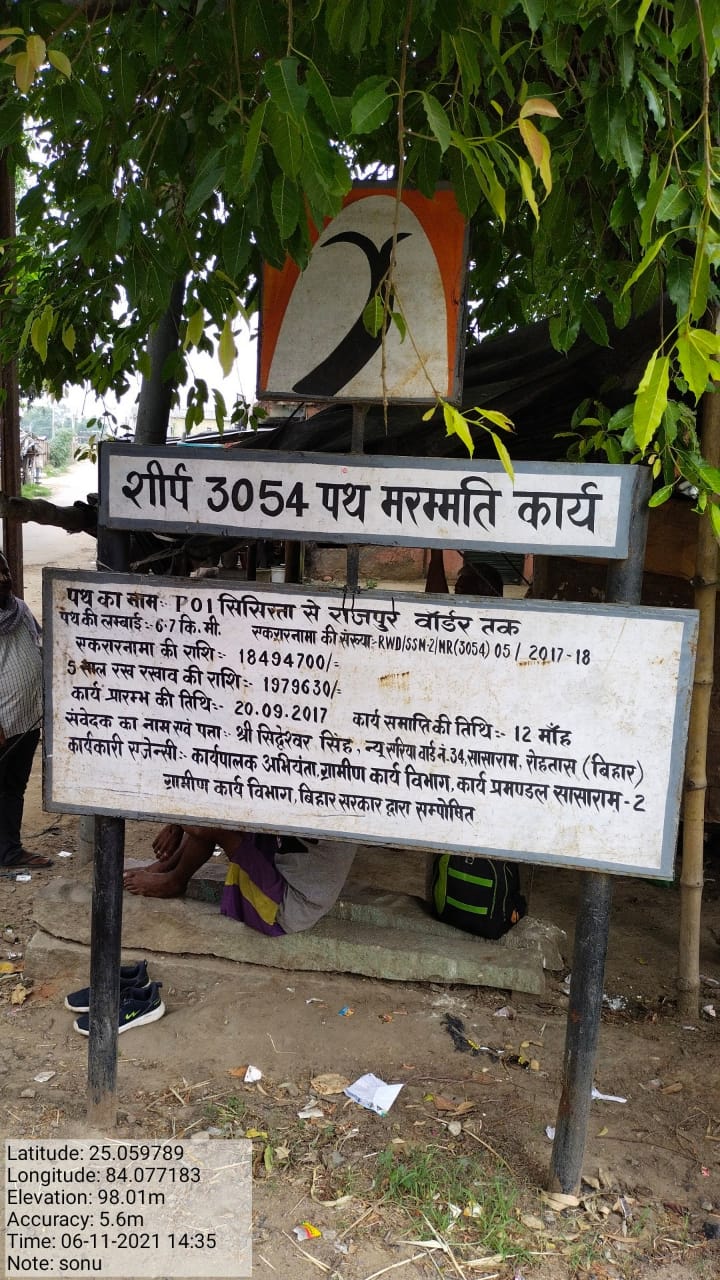 शीर्प 3054 पथ मरम्मति कार्य
पथ का नाम:- P01 सिसिरता से राजपुर वॉर्डर तक
पथ की लम्बाई:- 6.7 कि.मी. एकरारनामा की संख्या:- RWD/SSM-2/MR(3054) 05 / 2017-18
एकरारनामा की राशि:- 18494700/=
5 साल रख रखाव की राशि:- 1979630/=
कार्य प्रारम्भ की तिथि:- 20.09.2017 कार्य समाप्ति की तिथि:- 12 माँह
संवेदक का नाम एवं पता:- श्री सिद्वेश्वर सिंह, न्यू एरिया वार्ड नं.34, सासाराम, रोहतास (बिहार)
कार्यकारी एजेन्सी:- कार्यपालक अभियंता, ग्रामीण कार्य विभाग, कार्य प्रमण्डल सासाराम-2
ग्रामीण कार्य विभाग, बिहार सरकार द्वारा सम्पोषित
Latitude: 25.059789
Longitude: 84.077183
Elevation: 98.01m
Accuracy: 5.6m
Time: 06-11-2021 14:35
Note: sonu